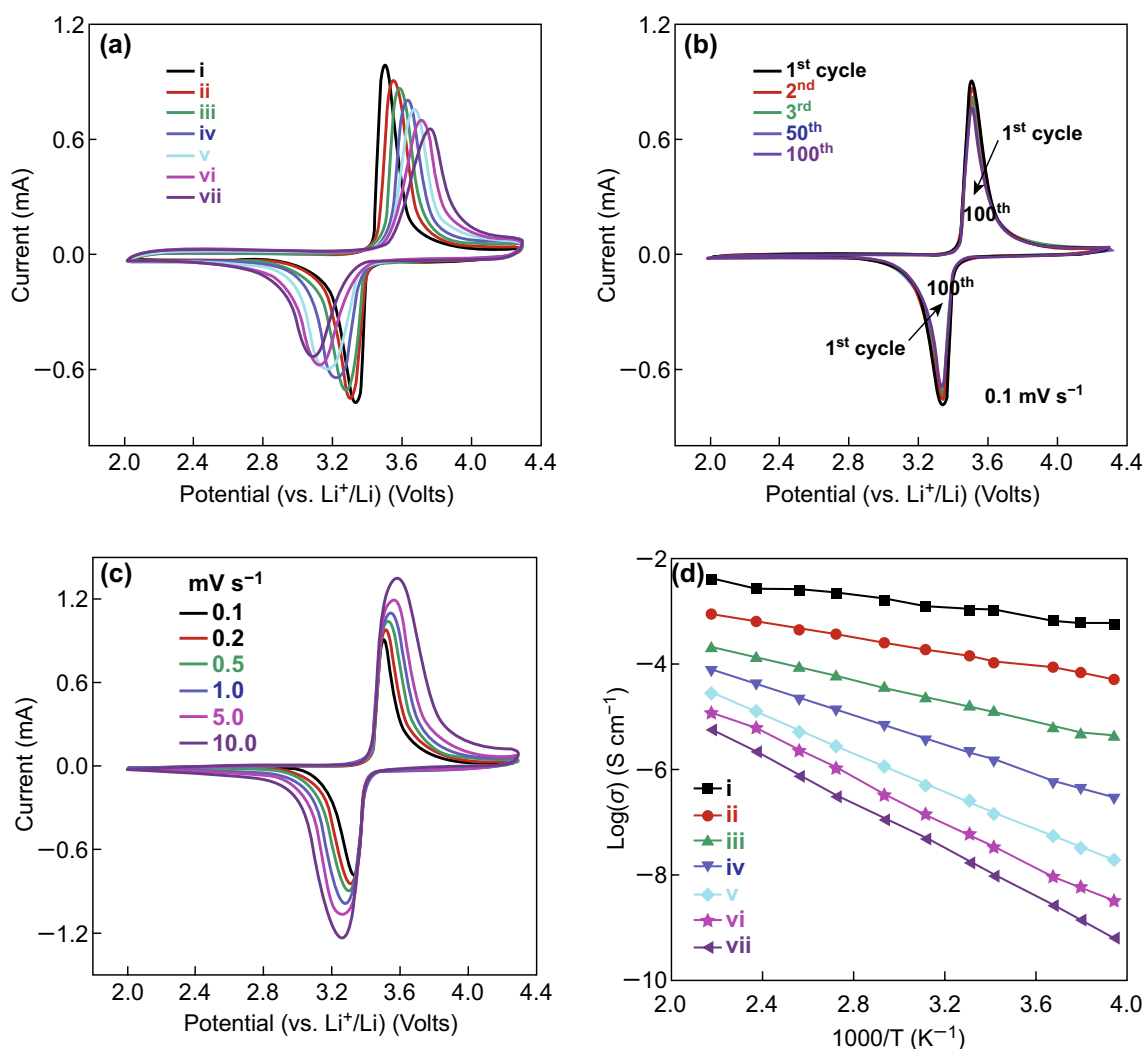 (a)
i
ii
iii
iv
v
vi
vii
1.2
0.6
0.0
−0.6
Current (mA)
2.0 2.4 2.8 3.2 3.6 4.0 4.4
Potential (vs. Li⁺/Li) (Volts)
(b)
1st cycle
2nd
3rd
50th
100th
1st cycle
100th
100th
1st cycle
0.1 mV s⁻¹
1.2
0.6
0.0
−0.6
Current (mA)
2.0 2.4 2.8 3.2 3.6 4.0 4.4
Potential (vs. Li⁺/Li) (Volts)
(c)
mV s⁻¹
0.1
0.2
0.5
1.0
5.0
10.0
1.2
0.6
0.0
−0.6
−1.2
Current (mA)
2.0 2.4 2.8 3.2 3.6 4.0 4.4
Potential (vs. Li⁺/Li) (Volts)
(d)
i
ii
iii
iv
v
vi
vii
−2
−4
−6
−8
−10
Log(σ) (S cm⁻¹)
2.0 2.4 2.8 3.2 3.6 4.0
1000/T (K⁻¹)